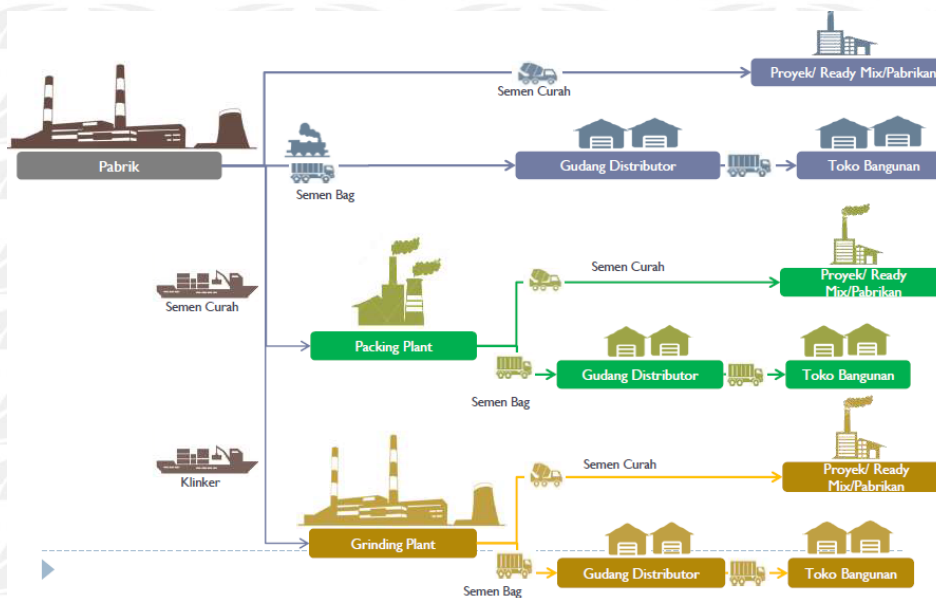 Proyek/ Ready Mix/Pabrikan
Semen Curah
Pabrik
Gudang Distributor
Toko Bangunan
Semen Bag
Semen Curah
Proyek/ Ready
Mix/Pabrikan
Semen Curah
Packing Plant
Gudang Distributor
Toko Bangunan
Semen Bag
Semen Curah
Proyek/ Ready
Mix/Pabrikan
Klinker
Grinding Plant
Gudang Distributor
Toko Bangunan
Semen Bag